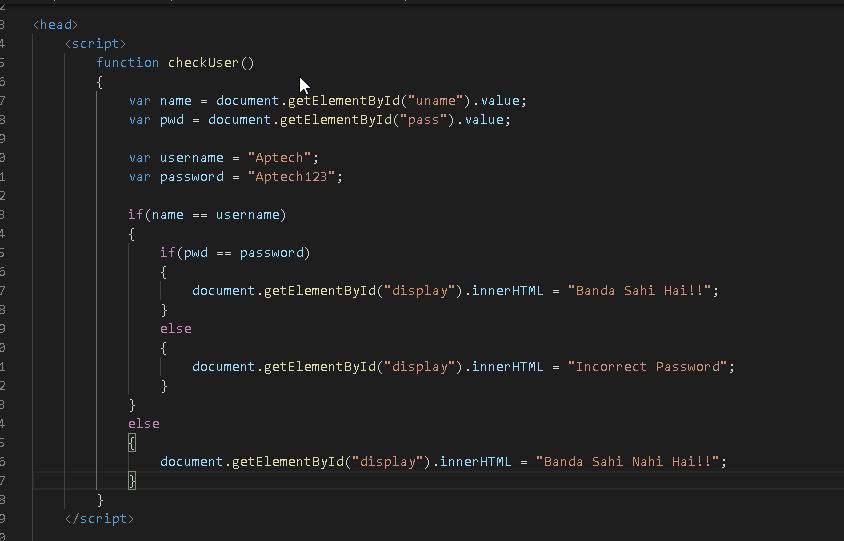 <head>
<script>
function checkUser()
{
var name = document.getElementById("uname").value;
var pwd = document.getElementById("pass").value;
var username = "Aptech";
var password = "Aptech123";
if(name == username)
{
if(pwd == password)
{
document.getElementById("display").innerHTML = "Banda Sahi Hai!!";
}
else
{
document.getElementById("display").innerHTML = "Incorrect Password";
}
}
else
{
document.getElementById("display").innerHTML = "Banda Sahi Nahi Hai!!";
}
}
</script>